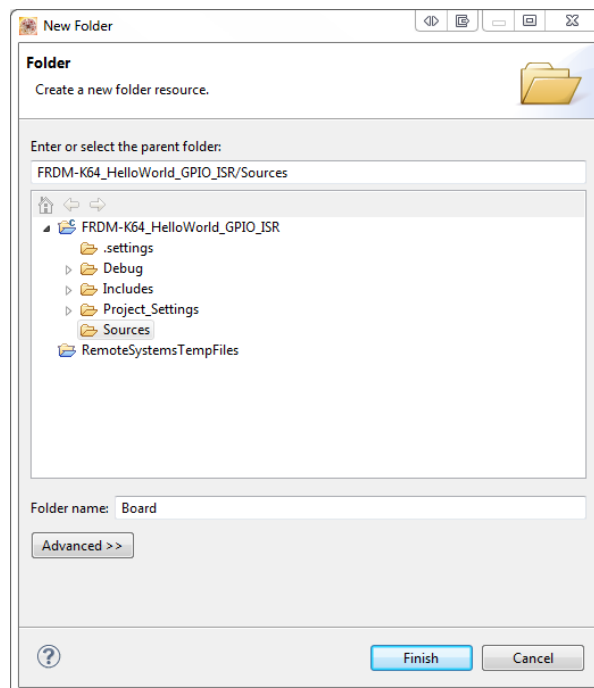 New Folder
Folder
Create a new folder resource.
Enter or select the parent folder:
FRDM-K64_HelloWorld_GPIO_ISR/Sources
FRDM-K64_HelloWorld_GPIO_ISR
.settings
Debug
Includes
Project_Settings
Sources
RemoteSystemsTempFiles
Folder name: Board
Advanced >>
Finish Cancel